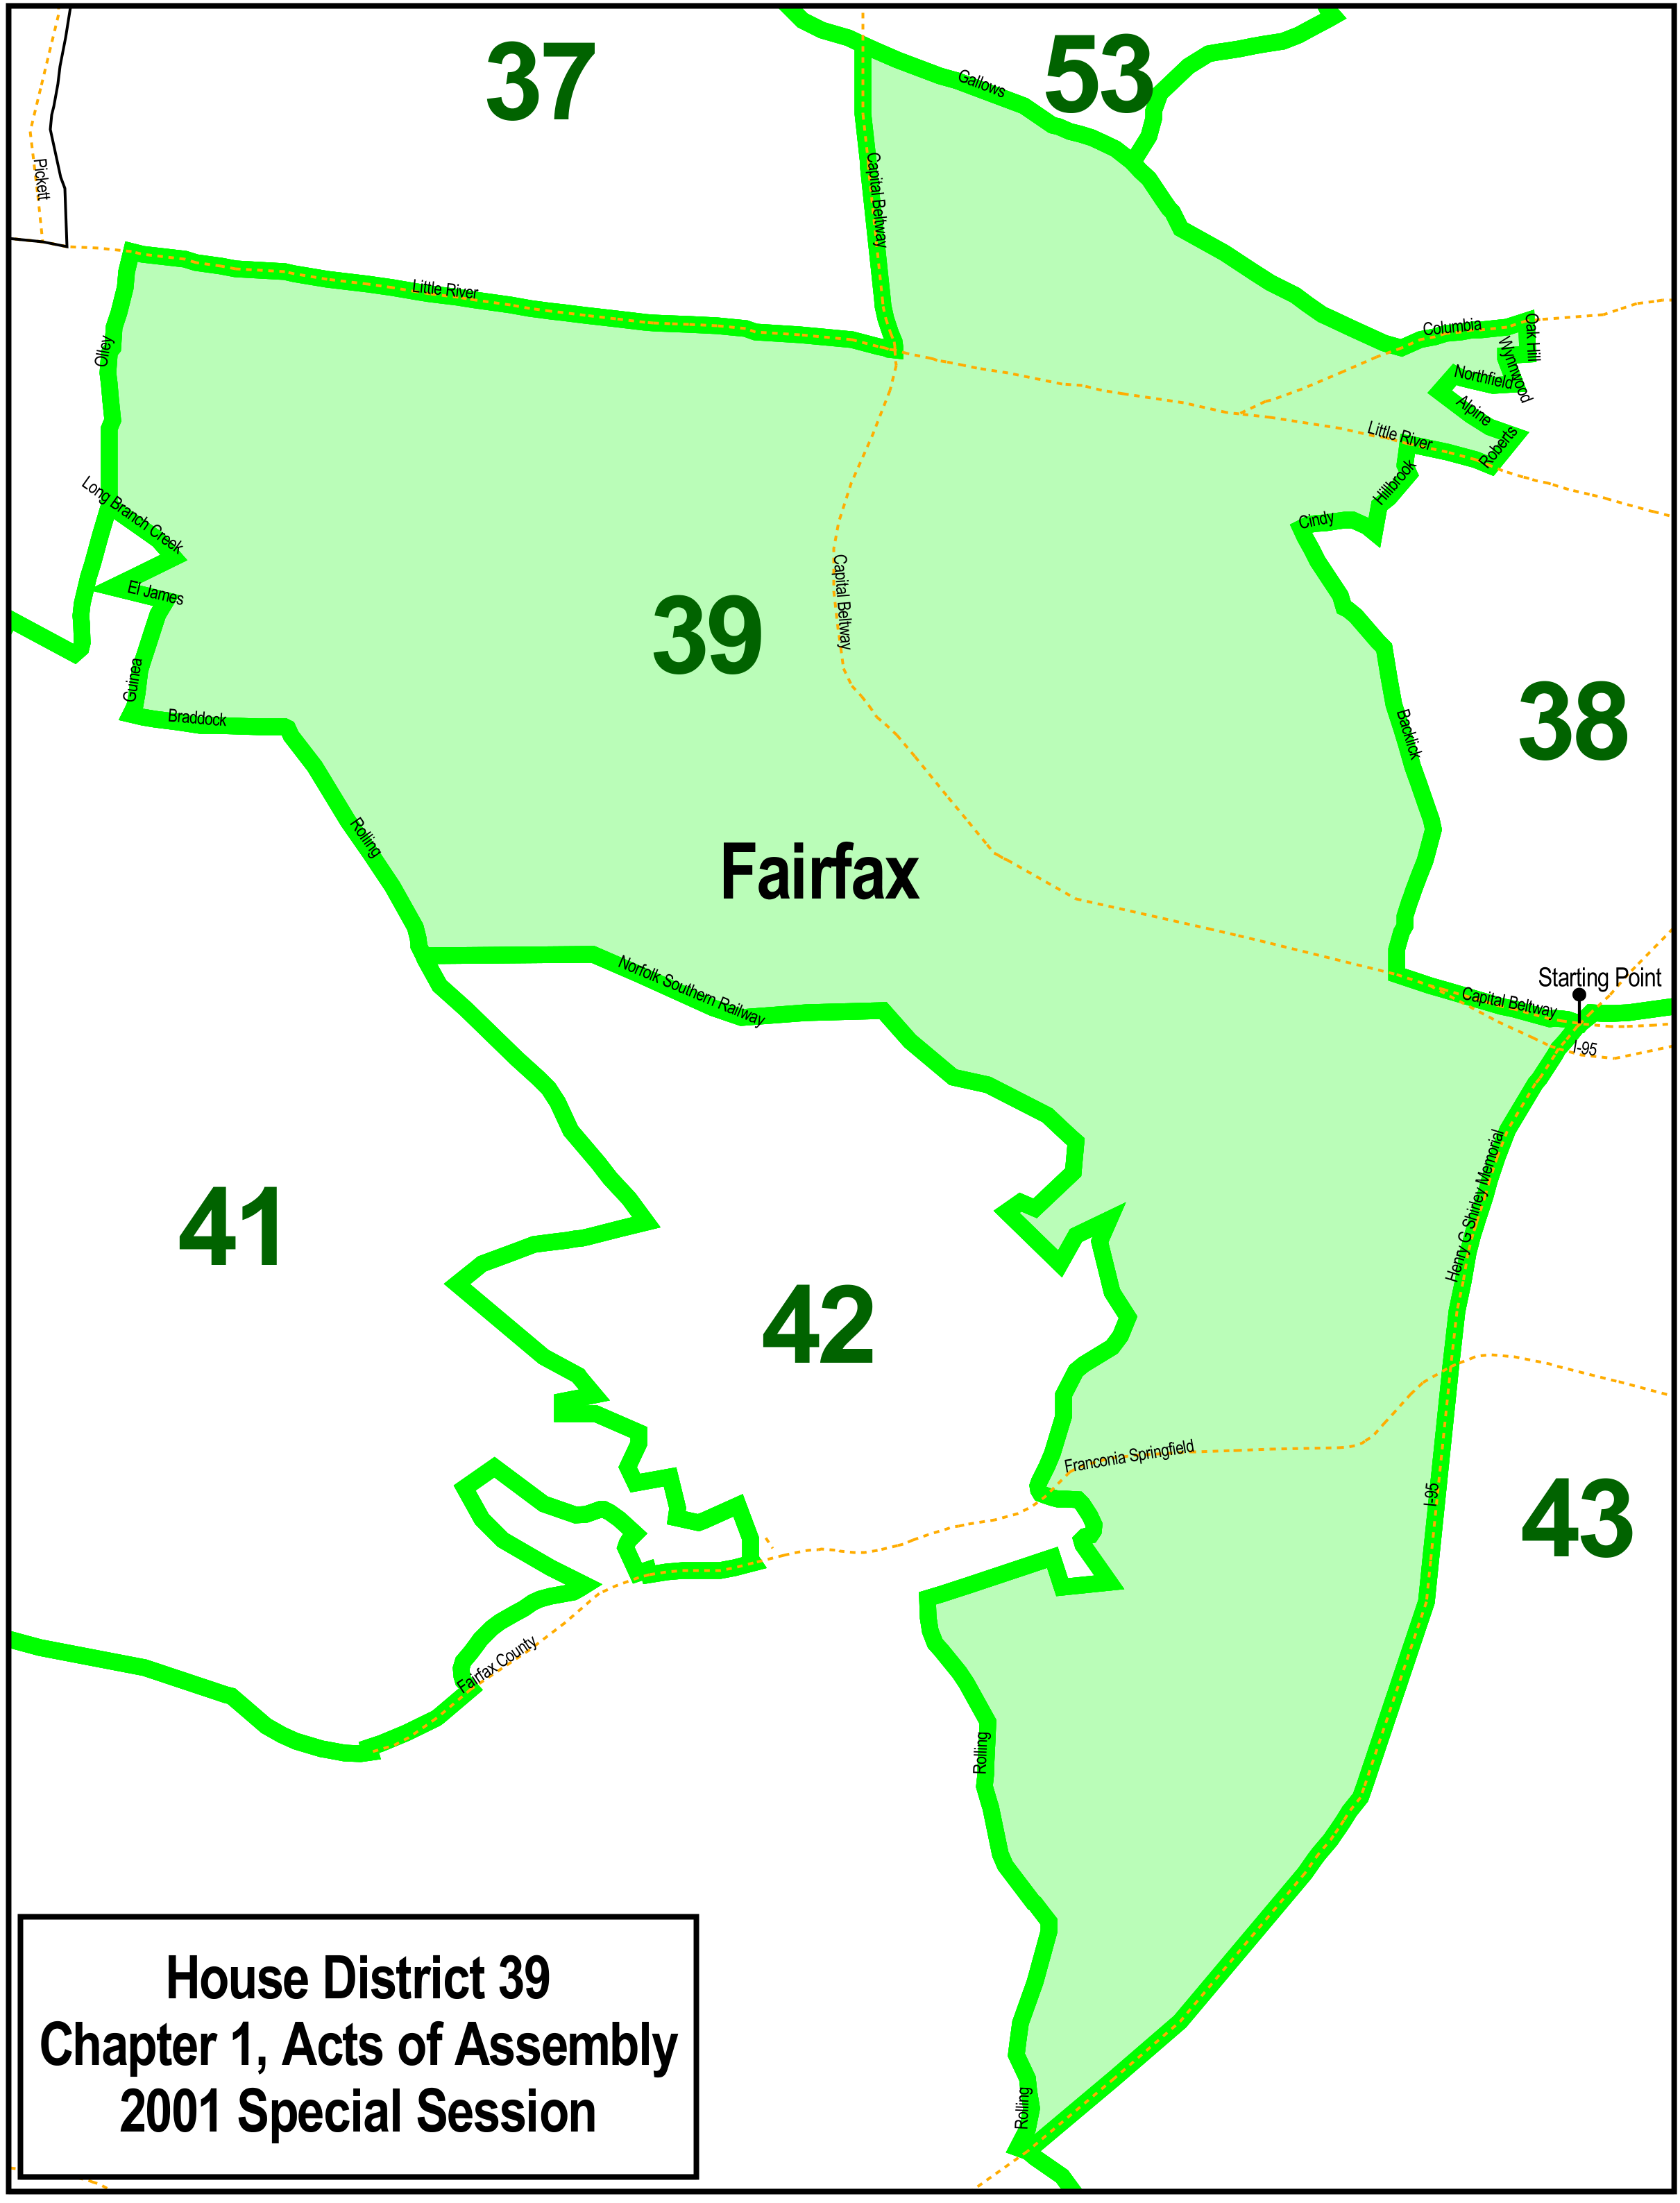 37
53
Gallows
Pickett
Capital Beltway
Little River
Columbia
Oak Hill
Wynnwood
Olley
Northfield
Alpine
Little River
Roberts
Hillbrook
Long Branch Creek
Cindy
El James
Capital Beltway
39
Guinea
38
Braddock
Backlick
Rolling
Fairfax
Norfolk Southern Railway
Starting Point
Capital Beltway
I-95
Henry G Shirley Memorial
41
42
Franconia Springfield
I-95
43
Fairfax County
Rolling
Rolling
House District 39
Chapter 1, Acts of Assembly
2001 Special Session